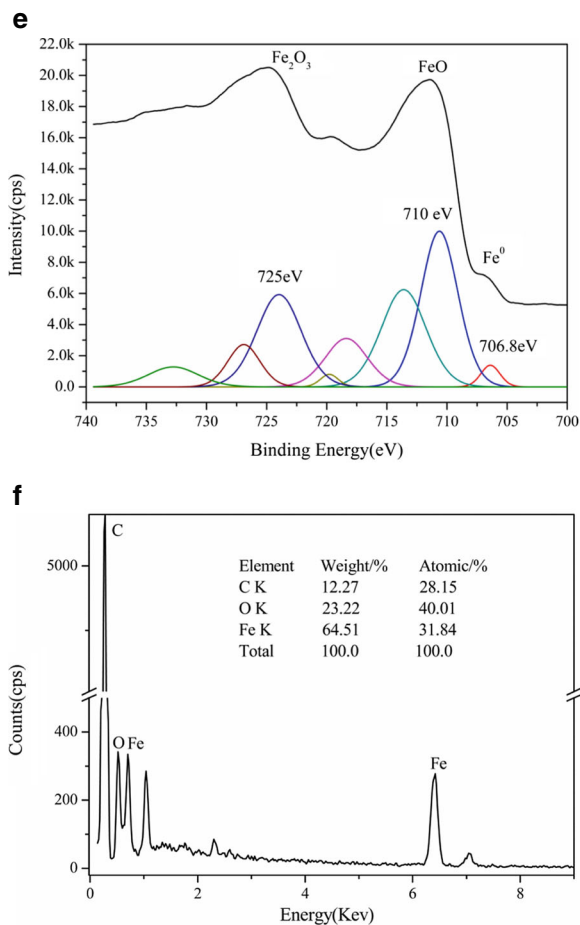 e
22.0k
20.0k
18.0k
16.0k
14.0k
12.0k
10.0k
8.0k
6.0k
4.0k
2.0k
0.0
Intensity(cps)
Fe₂O₃
FeO
710 eV
Fe⁰
725eV
706.8eV
740 735 730 725 720 715 710 705 700
Binding Energy(eV)
f
C
5000
400
200
0
Counts(cps)
Element Weight/% Atomic/%
C K 12.27 28.15
O K 23.22 40.01
Fe K 64.51 31.84
Total 100.0 100.0
O Fe
Fe
0 2 4 6 8
Energy(Kev)